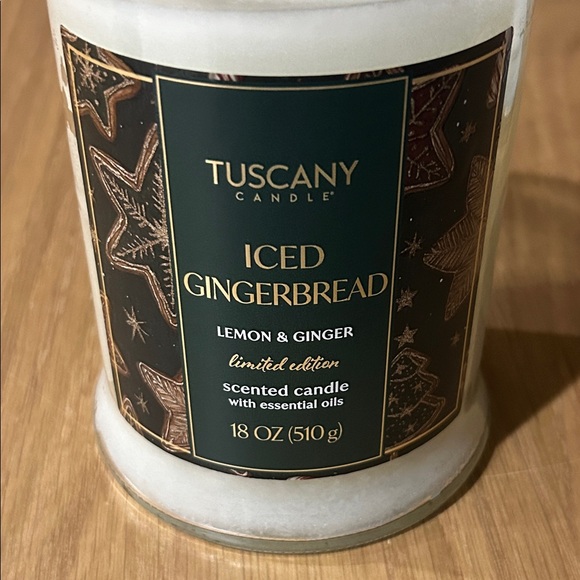 TUSCANY
CANDLE®
ICED
GINGERBREAD
LEMON & GINGER
limited edition
scented candle
with essential oils
18 OZ (510 g)